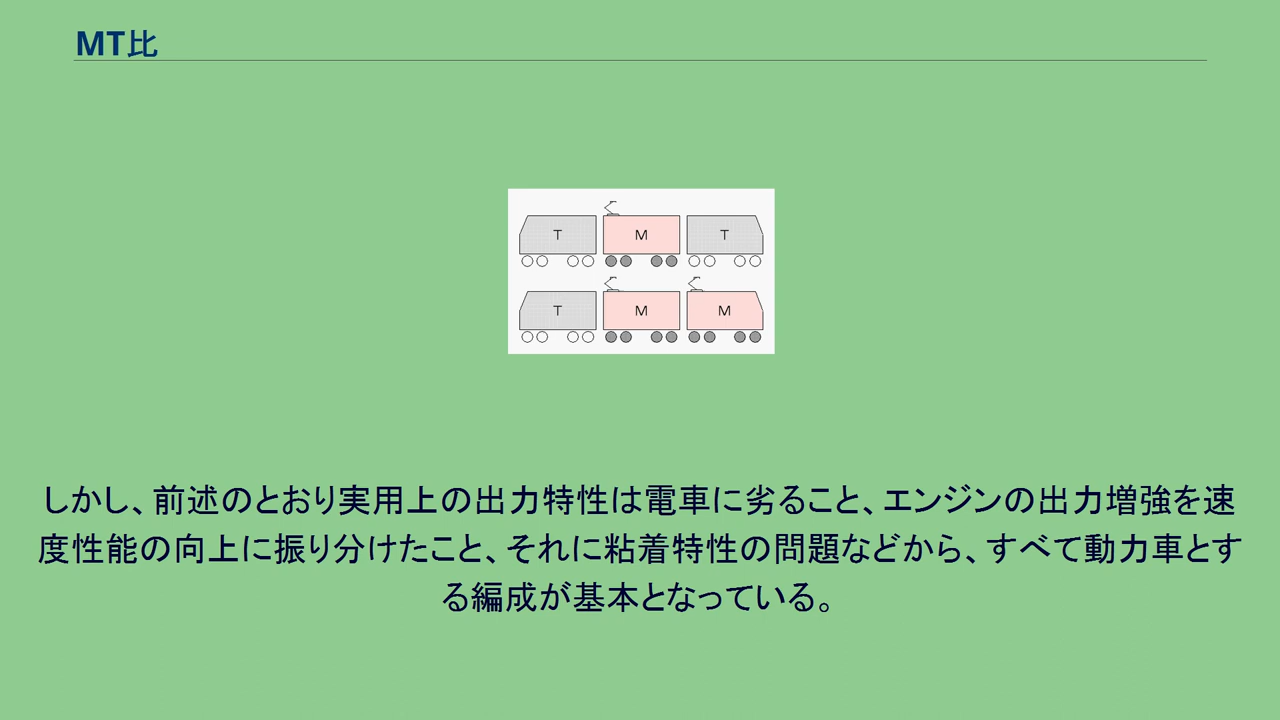 MT比
T M T
T M M
しかし、前述のとおり実用上の出力特性は電車に劣ること、エンジンの出力増強を速
度性能の向上に振り分けたこと、それに粘着特性の問題などから、すべて動力車とす
る編成が基本となっている。